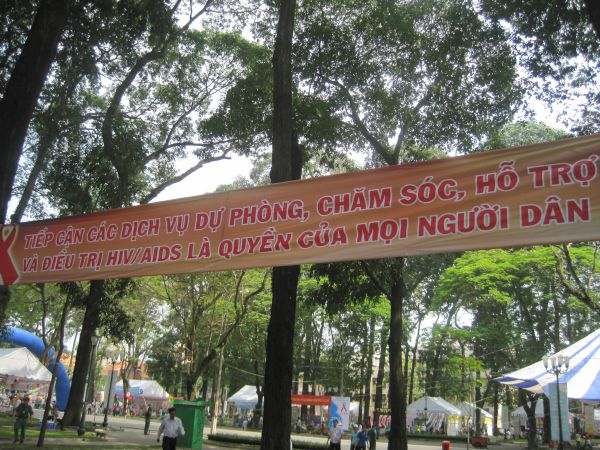 TIẾP CẬN CÁC DỊCH VỤ DỰ PHÒNG, CHĂM SÓC, HỖ TRỢ
VÀ ĐIỀU TRỊ HIV/AIDS LÀ QUYỀN CỦA MỌI NGƯỜI DÂN